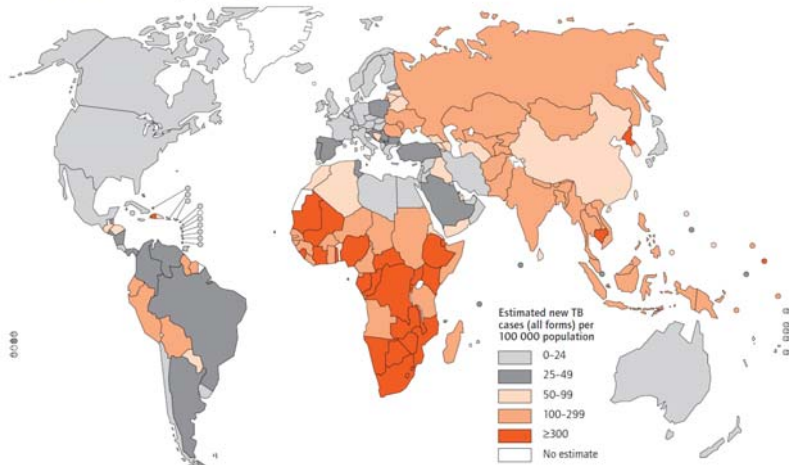 Estimated new TB
cases (all forms) per
100 000 population
0–24
25–49
50–99
100–299
≥300
No estimate